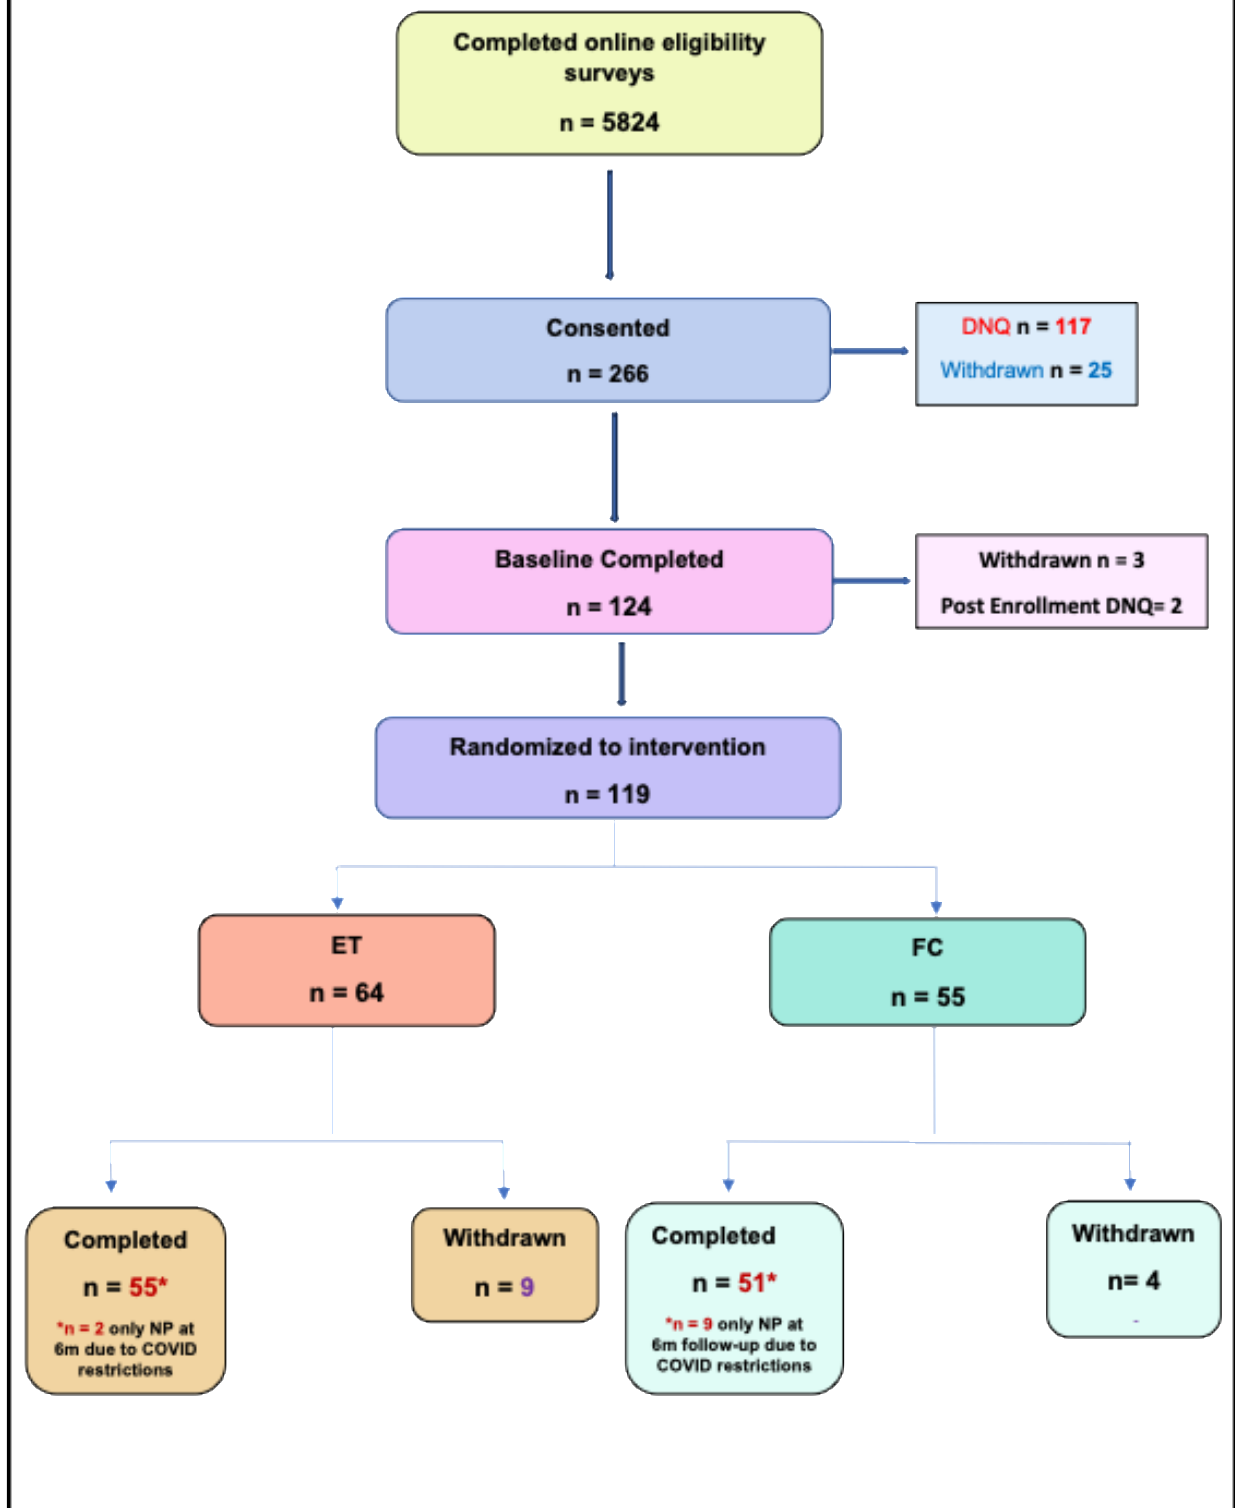 Completed online eligibility
surveys
n = 5824
Consented
n = 266
DNQ n = 117
Withdrawn n = 25
Baseline Completed
n = 124
Withdrawn n = 3
Post Enrollment DNQ= 2
Randomized to intervention
n = 119
ET
n = 64
FC
n = 55
Completed
n = 55*
*n = 2 only NP at
6m due to COVID
restrictions
Withdrawn
n = 9
Completed
n = 51*
*n = 9 only NP at
6m follow-up due to
COVID restrictions
Withdrawn
n= 4
-